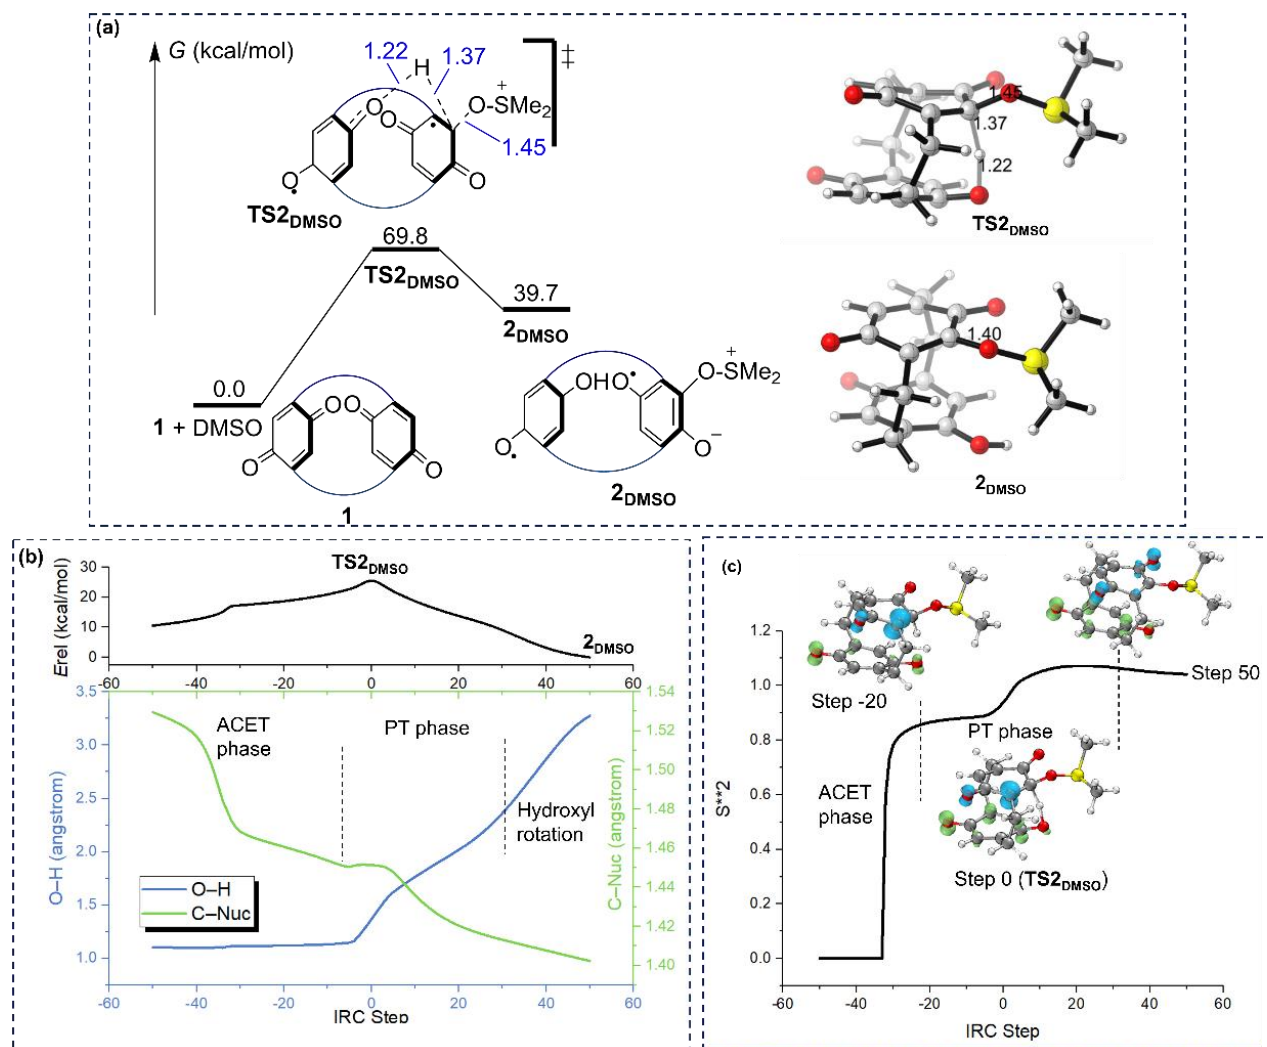 (a)
G (kcal/mol)
1.22
H
1.37
‡
O
O
•
+
O-SMe2
1.45
O
•
O
TS2DMSO
69.8
TS2DMSO
39.7
2DMSO
0.0
1 + DMSO
O
O
O
O
1
OHO
•
+
O-SMe2
O
•
O−
2DMSO
1.45
1.37
1.22
TS2DMSO
1.40
2DMSO
(b)
TS2DMSO
2DMSO
Erel (kcal/mol)
30
20
10
0
-60 -40 -20 0 20 40 60
ACET
phase
PT phase
Hydroxyl
rotation
O–H
C–Nuc
O–H (angstrom)
3.5
3.0
2.5
2.0
1.5
1.0
C–Nuc (angstrom)
1.54
1.52
1.50
1.48
1.46
1.44
1.42
1.40
-60 -40 -20 0 20 40 60
IRC Step
(c)
S**2
1.2
1.0
0.8
0.6
0.4
0.2
0.0
Step -20
Step 50
PT phase
ACET
phase
Step 0 (TS2DMSO)
-60 -40 -20 0 20 40 60
IRC Step